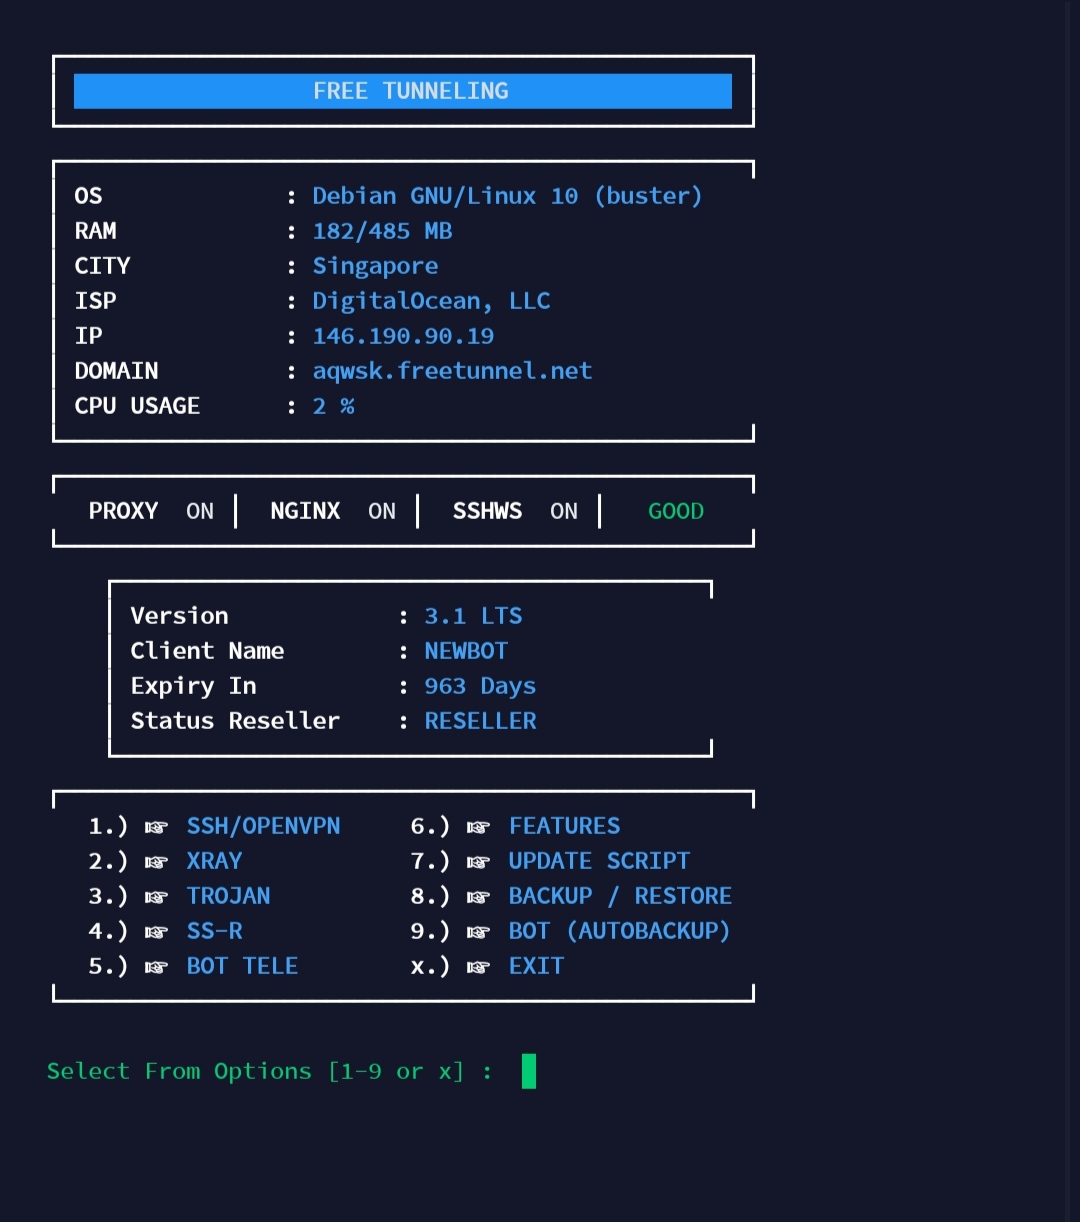 FREE TUNNELING
OS : Debian GNU/Linux 10 (buster)
RAM : 182/485 MB
CITY : Singapore
ISP : DigitalOcean, LLC
IP : 146.190.90.19
DOMAIN : aqwsk.freetunnel.net
CPU USAGE : 2 %
PROXY ON | NGINX ON | SSHWS ON | GOOD
Version : 3.1 LTS
Client Name : NEWBOT
Expiry In : 963 Days
Status Reseller : RESELLER
1.) ☞ SSH/OPENVPN 6.) ☞ FEATURES
2.) ☞ XRAY 7.) ☞ UPDATE SCRIPT
3.) ☞ TROJAN 8.) ☞ BACKUP / RESTORE
4.) ☞ SS-R 9.) ☞ BOT (AUTOBACKUP)
5.) ☞ BOT TELE x.) ☞ EXIT
Select From Options [1-9 or x] :